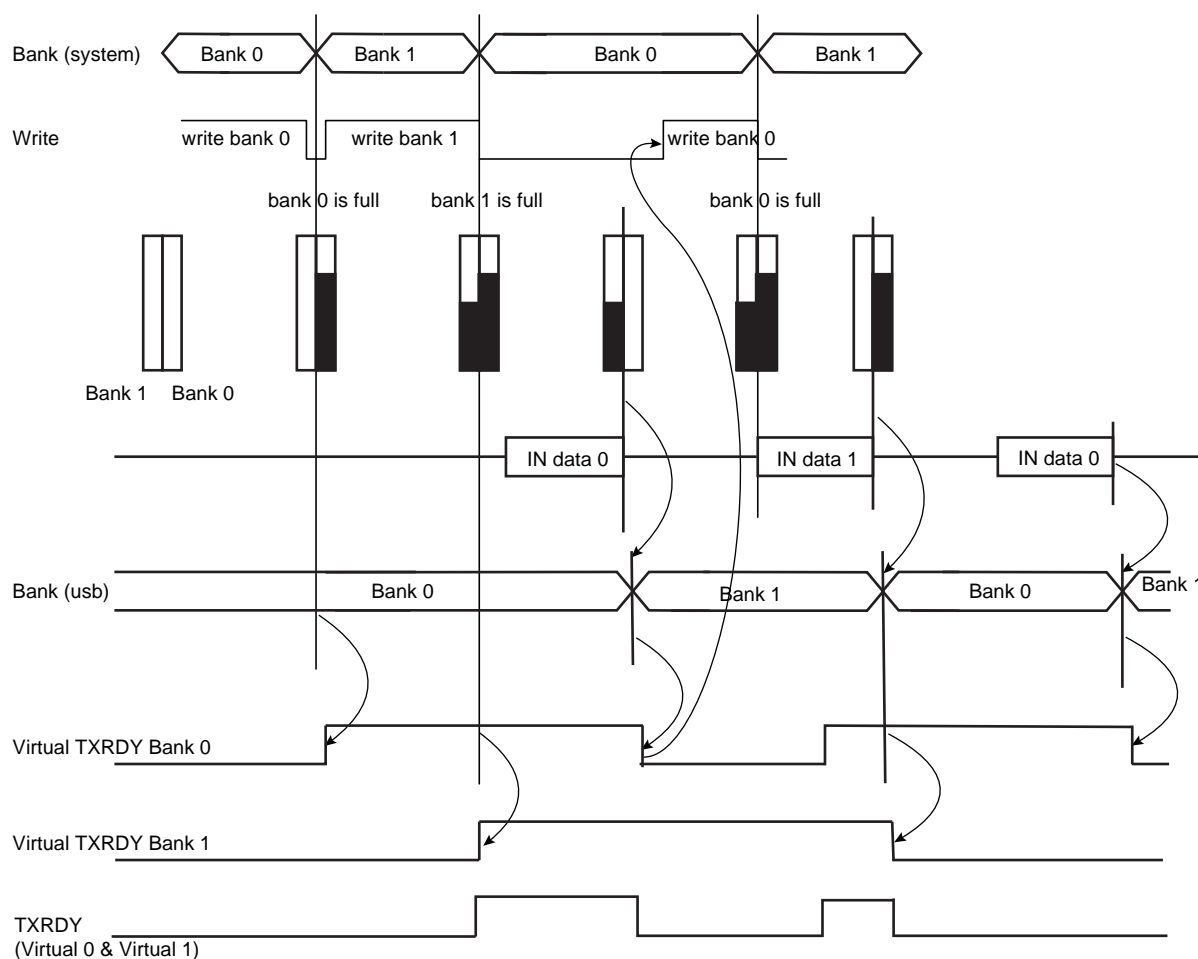 Bank (system)
Bank 0
Bank 1
Bank 0
Bank 1
Write
write bank 0
write bank 1
write bank 0
bank 0 is full
bank 1 is full
bank 0 is full
Bank 1
Bank 0
IN data 0
IN data 1
IN data 0
Bank (usb)
Bank 0
Bank 1
Bank 0
Bank 1
Virtual TXRDY Bank 0
Virtual TXRDY Bank 1
TXRDY
(Virtual 0 & Virtual 1)